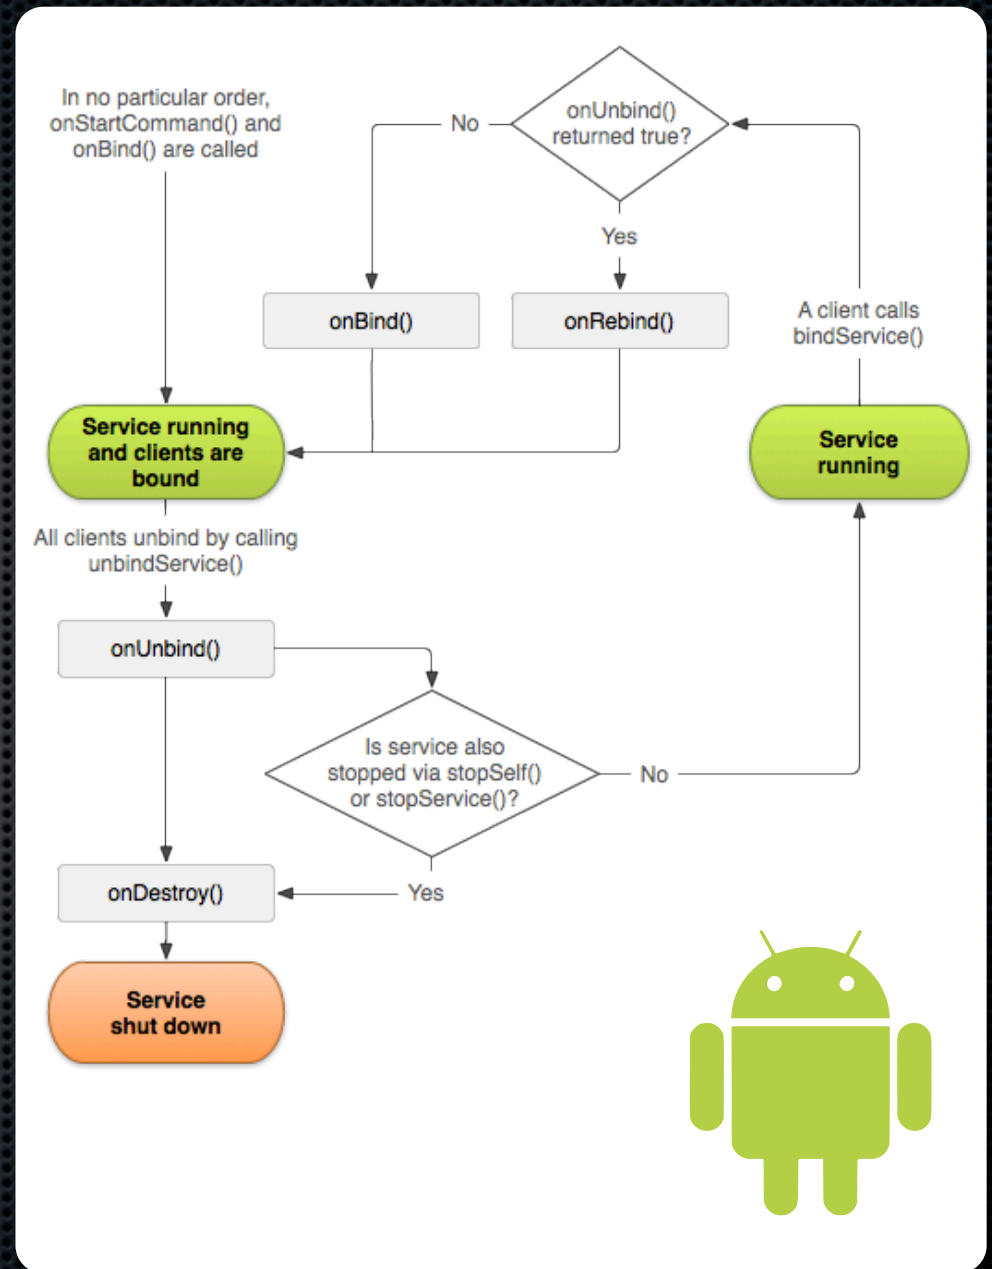 In no particular order,
onStartCommand() and
onBind() are called
onUnbind()
returned true?
No
Yes
onBind()
onRebind()
A client calls
bindService()
Service running
and clients are
bound
Service
running
All clients unbind by calling
unbindService()
onUnbind()
Is service also
stopped via stopSelf()
or stopService()?
No
Yes
onDestroy()
Service
shut down